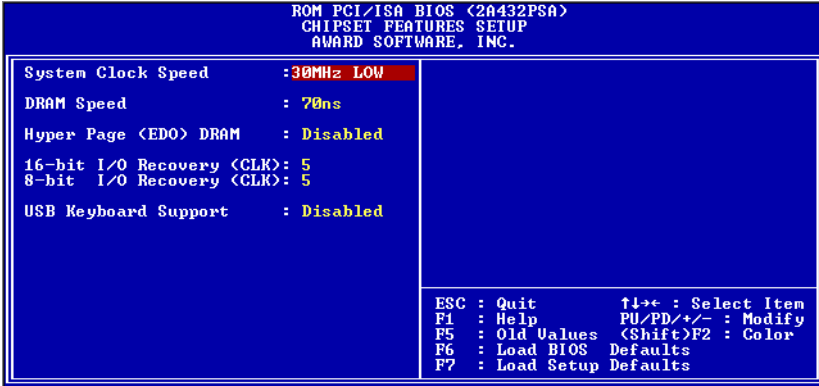 ROM PCI/ISA BIOS (2A432PSA)
CHIPSET FEATURES SETUP
AWARD SOFTWARE, INC.
System Clock Speed :30MHz LOW
DRAM Speed : 70ns
Hyper Page (EDO) DRAM : Disabled
16-bit I/O Recovery (CLK): 5
8-bit I/O Recovery (CLK): 5
USB Keyboard Support : Disabled
ESC : Quit ↑↓→← : Select Item
F1 : Help PU/PD/+/- : Modify
F5 : Old Values (Shift)F2 : Color
F6 : Load BIOS Defaults
F7 : Load Setup Defaults